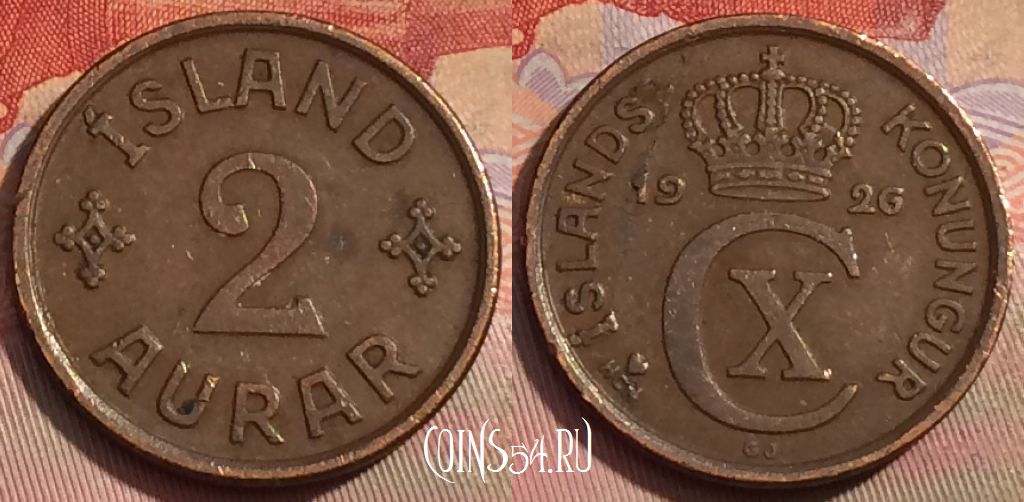 ÍSLAND
2
AURAR
ÍSLANDS KONUNGUR
19 26
CX
GJ
COINS54.RU